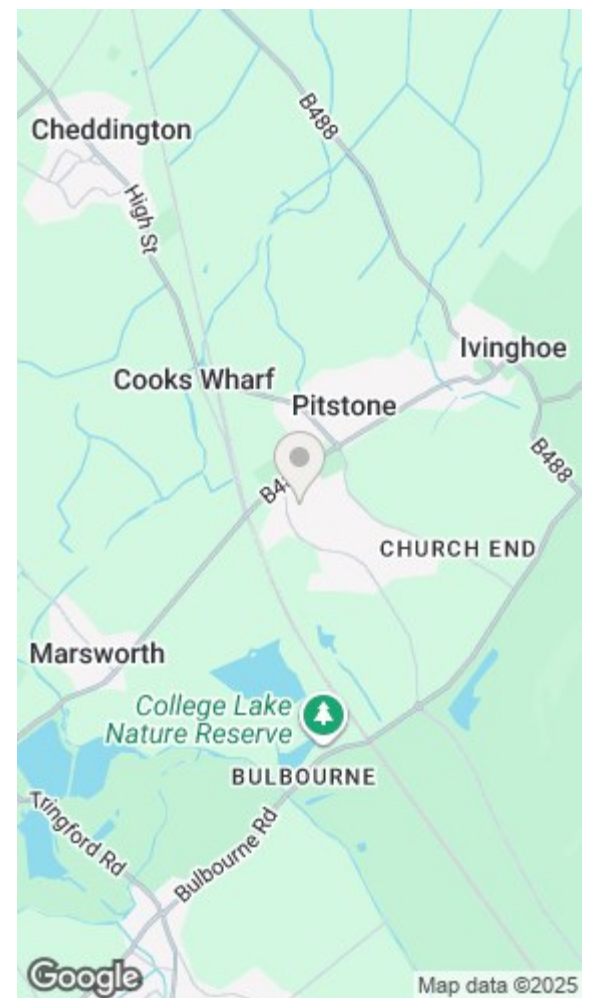 B488
Cheddington
High St
Ivinghoe
Cooks Wharf
Pitstone
B488
B4
CHURCH END
Marsworth
College Lake
Nature Reserve
BULBOURNE
Tringford Rd
Bulbourne Rd
Google
Map data ©2025